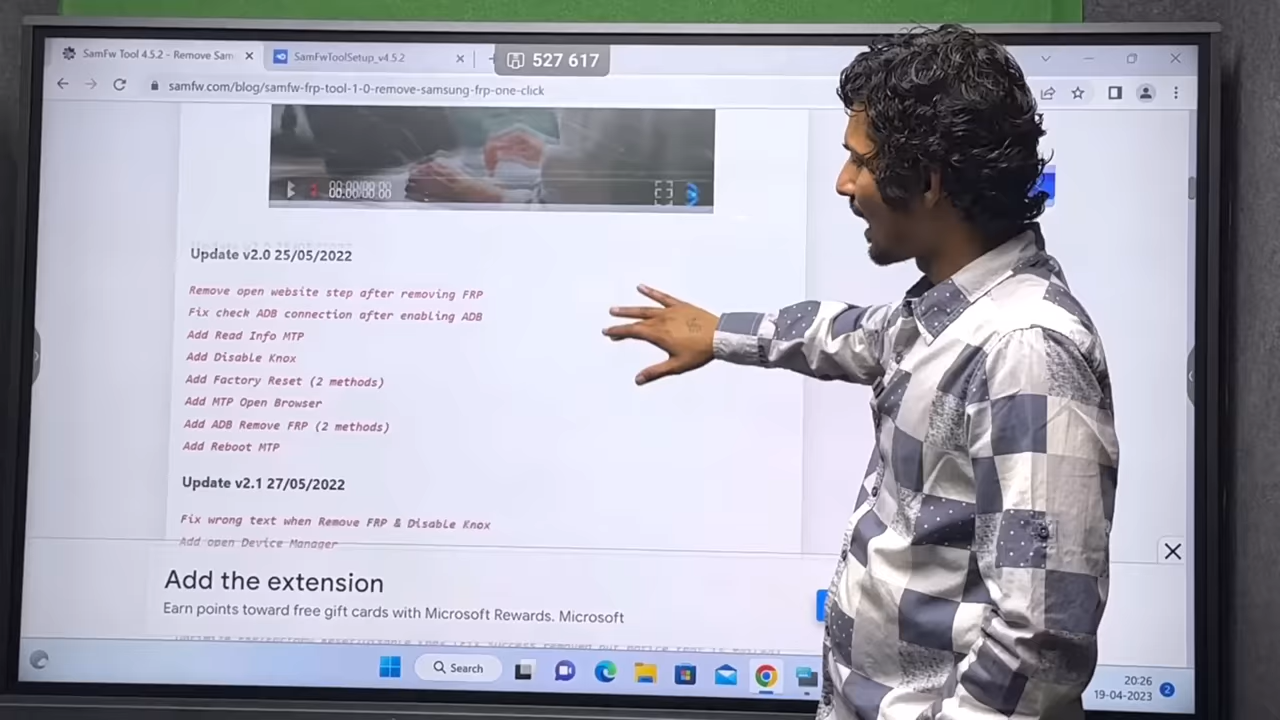 SamFw Tool 4.5.2 - Remove Sam
SamFwToolSetup_v4.5.2
527 617
samfw.com/blog/samfw-frp-tool-1-0-remove-samsung-frp-one-click
Update v2.0 25/05/2022
Remove open website step after removing FRP
Fix check ADB connection after enabling ADB
Add Read Info MTP
Add Disable Knox
Add Factory Reset (2 methods)
Add MTP Open Browser
Add ADB Remove FRP (2 methods)
Add Reboot MTP
Update v2.1 27/05/2022
Fix wrong text when Remove FRP & Disable Knox
Add open Device Manager
Add the extension
Earn points toward free gift cards with Microsoft Rewards. Microsoft
Search
20:26
19-04-2023
2